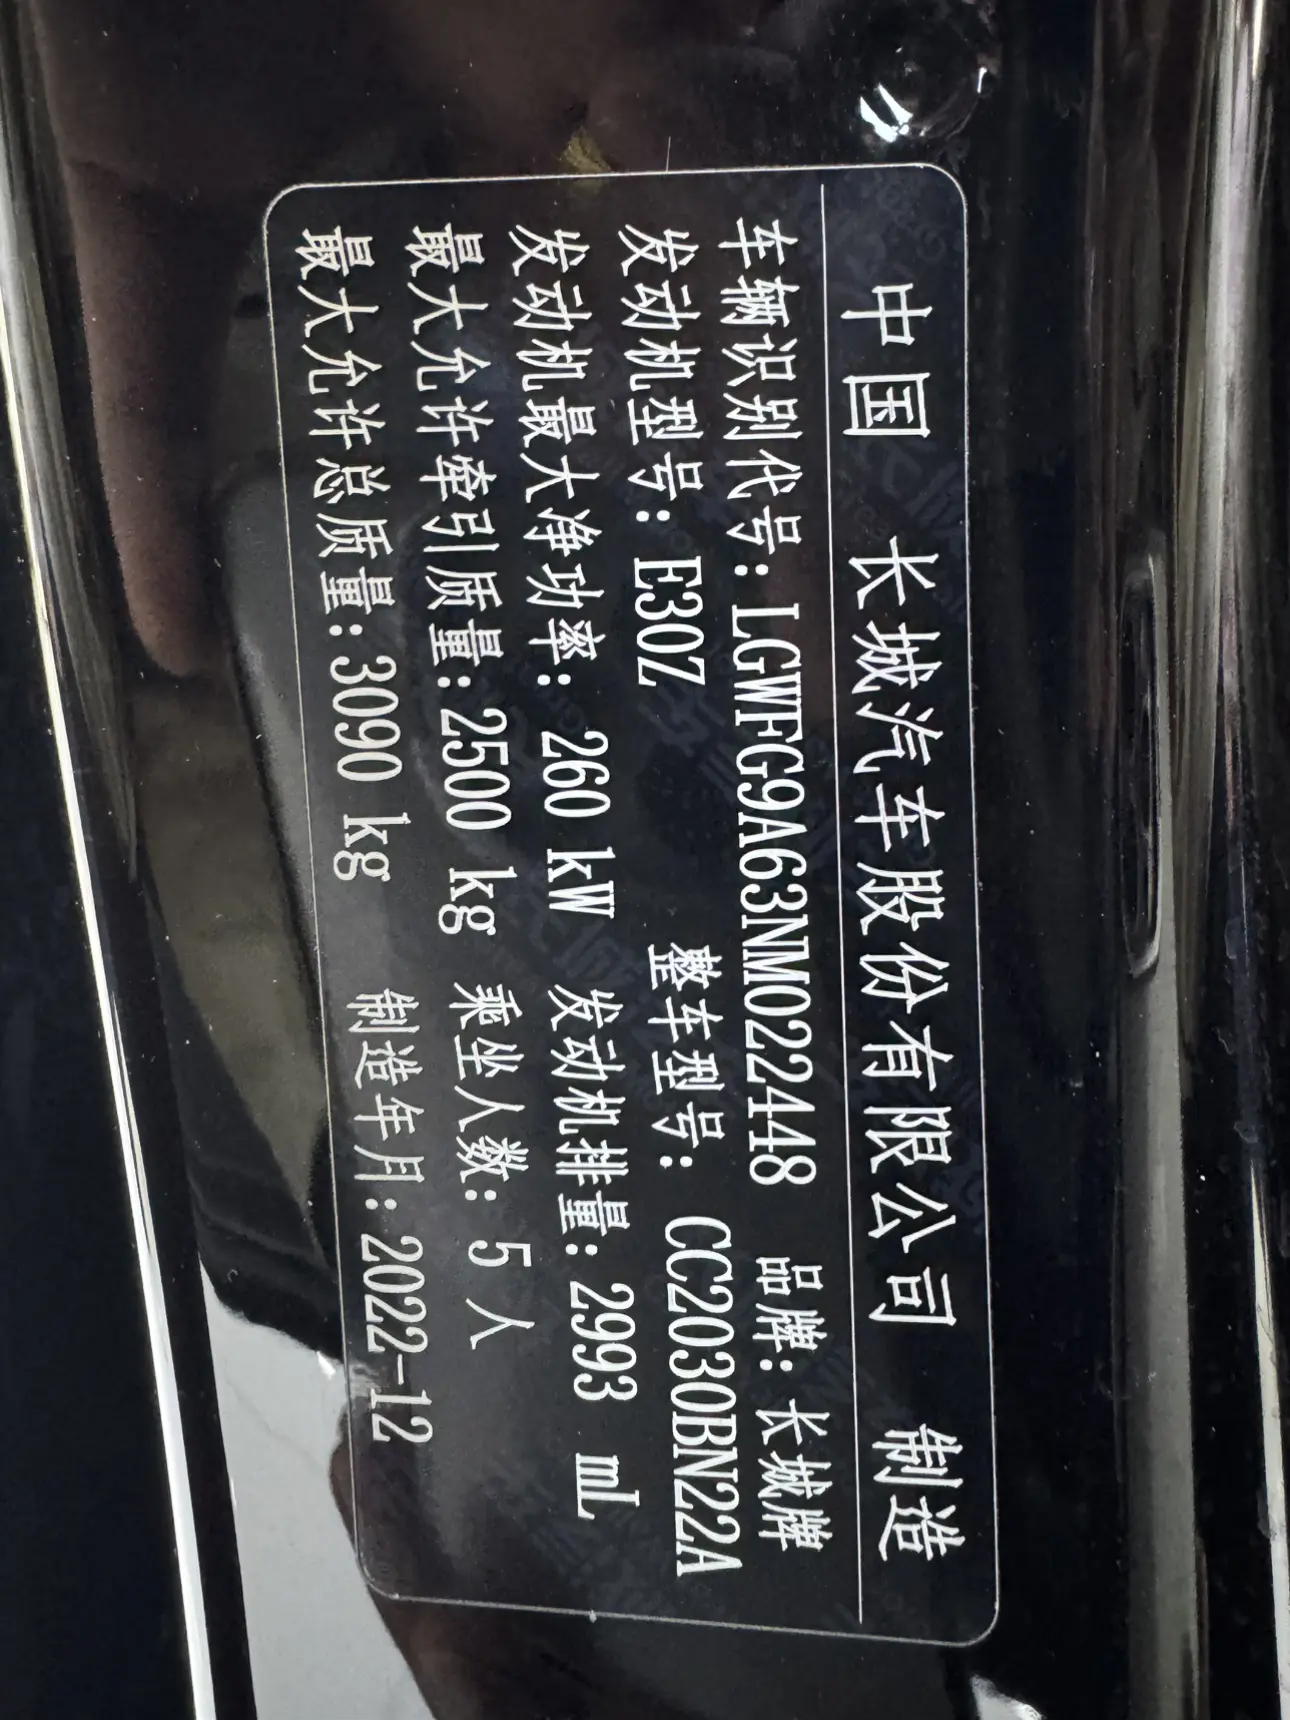 中国 长城汽车股份有限公司 制造
车辆识别代号：LGWFG9A63NM022448 品牌：长城牌
发动机型号：E30Z 整车型号：CC2030BN22A
发动机最大净功率：260 kW 发动机排量：2993 mL
最大允许牵引质量：2500 kg 乘坐人数：5 人
最大允许总质量：3090 kg 制造年月：2022-12